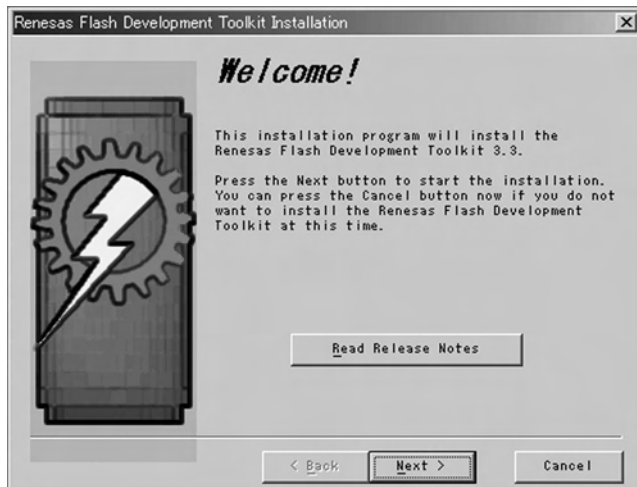 Renesas Flash Development Toolkit Installation
Welcome!
This installation program will install the
Renesas Flash Development Toolkit 3.3.
Press the Next button to start the installation.
You can press the Cancel button now if you do not
want to install the Renesas Flash Development
Toolkit at this time.
Read Release Notes
< Back
Next >
Cancel